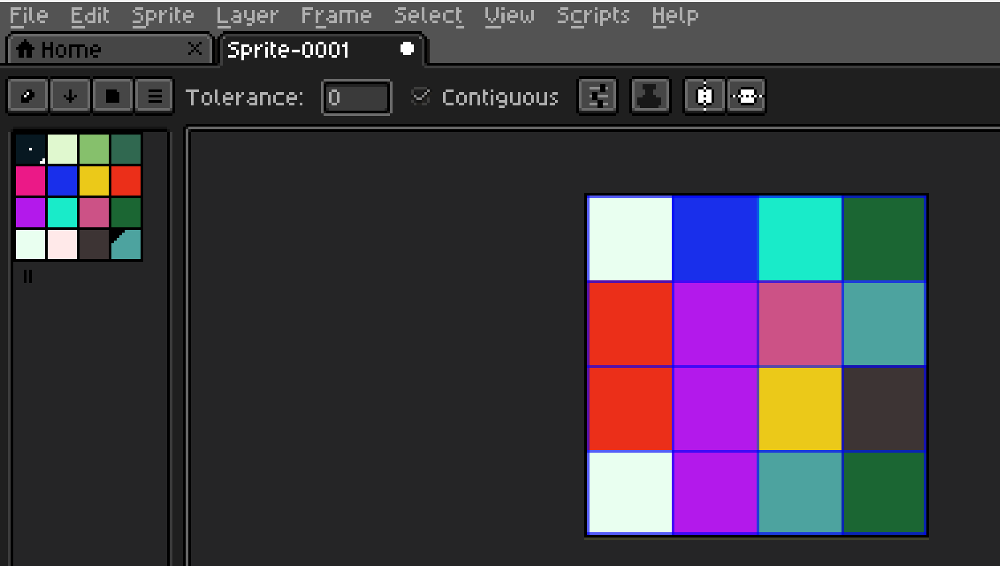 File Edit Sprite Layer Frame Select View Scripts Help
Home Sprite-0001
Tolerance: 0 Contiguous